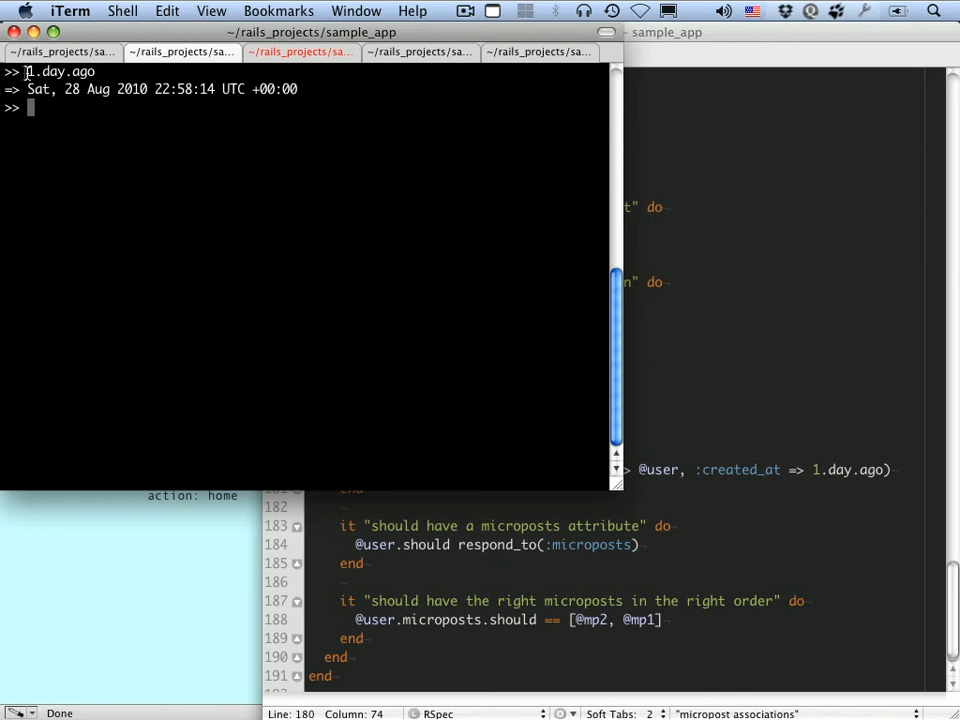 iTerm Shell Edit View Bookmarks Window Help
~/rails_projects/sample_app
sample_app
~/rails_projects/sa... ~/rails_projects/sa... ~/rails_projects/sa... ~/rails_projects/sa... ~/rails_projects/sa...
>> 1.day.ago
=> Sat, 28 Aug 2010 22:58:14 UTC +00:00
>>
t" do
n" do
> @user, :created_at => 1.day.ago)
action: home
181 end
182
183 it "should have a microposts attribute" do
184 @user.should respond_to(:microposts)
185 end
186
187 it "should have the right microposts in the right order" do
188 @user.microposts.should == [@mp2, @mp1]
189 end
190 end
191 end
Done
Line: 180 Column: 74 RSpec Soft Tabs: 2 "micropost associations"